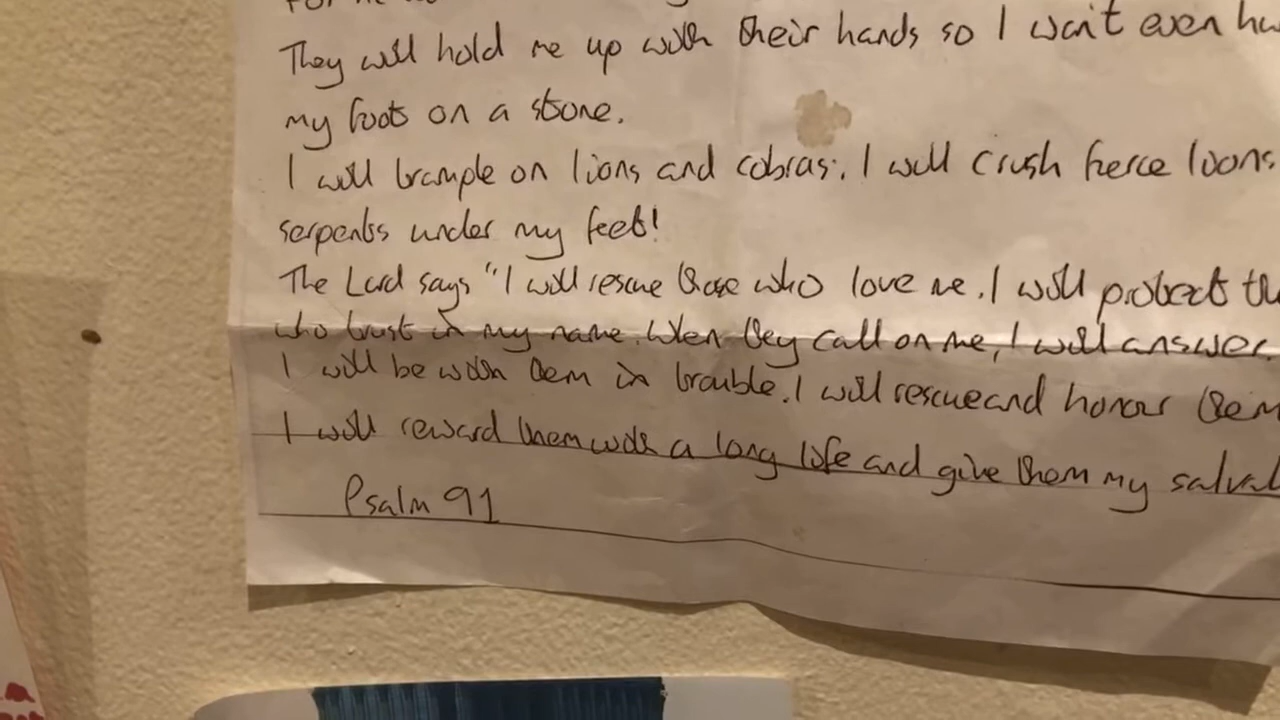 They will hold me up with their hands so I won't even hu
my foot on a stone.
I will trample on lions and cobras; I will crush fierce lions
serpents under my feet!
The Lord says "I will rescue those who love me. I will protect th
who trust in my name. When they call on me, I will answer.
I will be with them in trouble. I will rescue and honor them
I will reward them with a long life and give them my salvat
Psalm 91